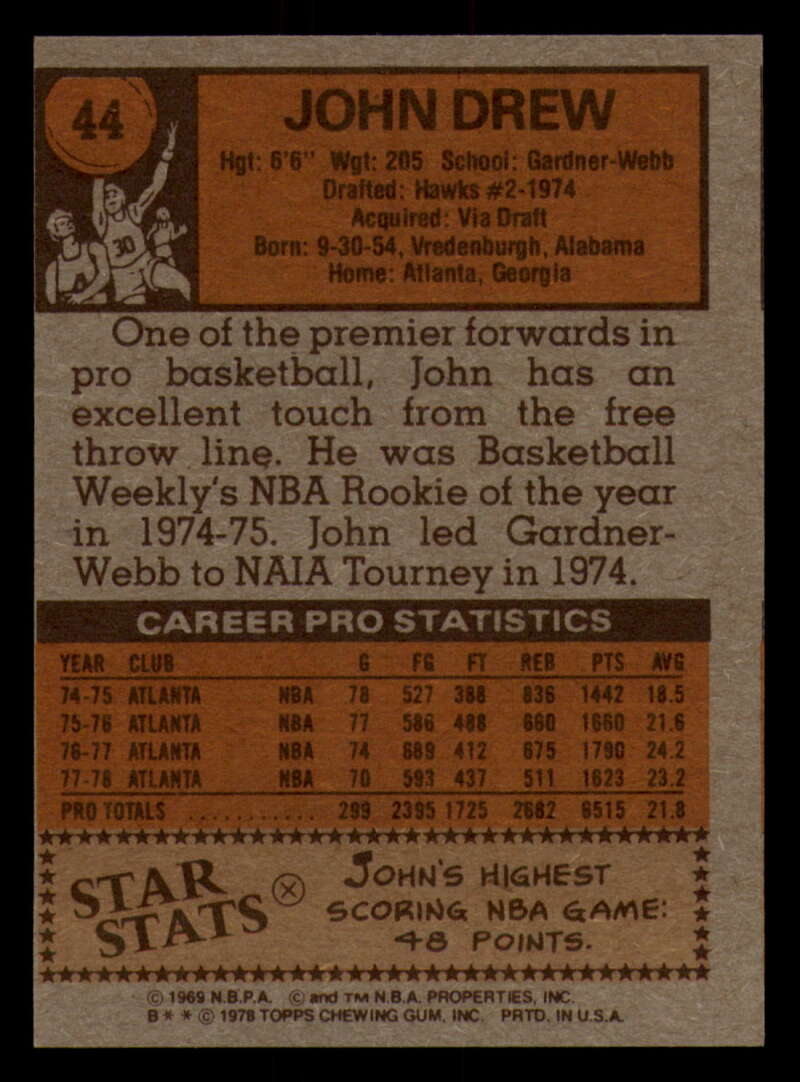 44
JOHN DREW
Hgt: 6'6" Wgt: 205 School: Gardner-Webb
Drafted: Hawks #2-1974
Acquired: Via Draft
Born: 9-30-54, Vredenburgh, Alabama
Home: Atlanta, Georgia
30
One of the premier forwards in
pro basketball, John has an
excellent touch from the free
throw line. He was Basketball
Weekly's NBA Rookie of the year
in 1974-75. John led Gardner-
Webb to NAIA Tourney in 1974.
CAREER PRO STATISTICS
YEAR CLUB G FG FT REB PTS AVG
74-75 ATLANTA NBA 78 527 388 836 1442 18.5
75-76 ATLANTA NBA 77 586 488 660 1660 21.6
76-77 ATLANTA NBA 74 689 412 675 1790 24.2
77-78 ATLANTA NBA 70 593 437 511 1623 23.2
PRO TOTALS ........... 299 2395 1725 2682 6515 21.8
STAR JOHN'S HIGHEST
STATS SCORING NBA GAME:
48 POINTS.
© 1969 N.B.P.A. © and TM N.B.A. PROPERTIES, INC.
B * * © 1978 TOPPS CHEWING GUM, INC. PRTD. IN U.S.A.